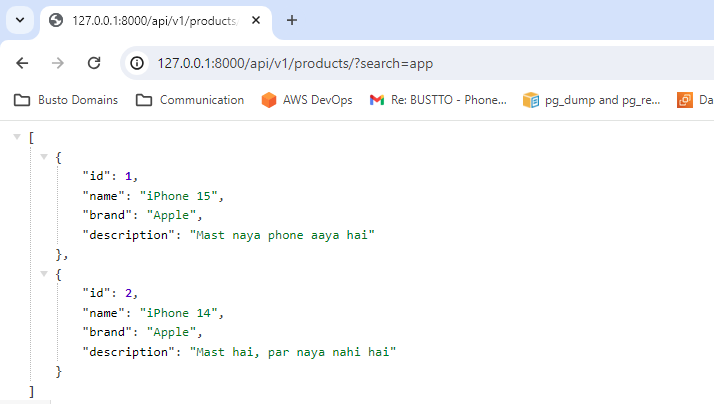 127.0.0.1:8000/api/v1/products/
127.0.0.1:8000/api/v1/products/?search=app
Busto Domains Communication AWS DevOps Re: BUSTTO - Phone... pg_dump and pg_re... Da
[
{
"id": 1,
"name": "iPhone 15",
"brand": "Apple",
"description": "Mast naya phone aaya hai"
},
{
"id": 2,
"name": "iPhone 14",
"brand": "Apple",
"description": "Mast hai, par naya nahi hai"
}
]